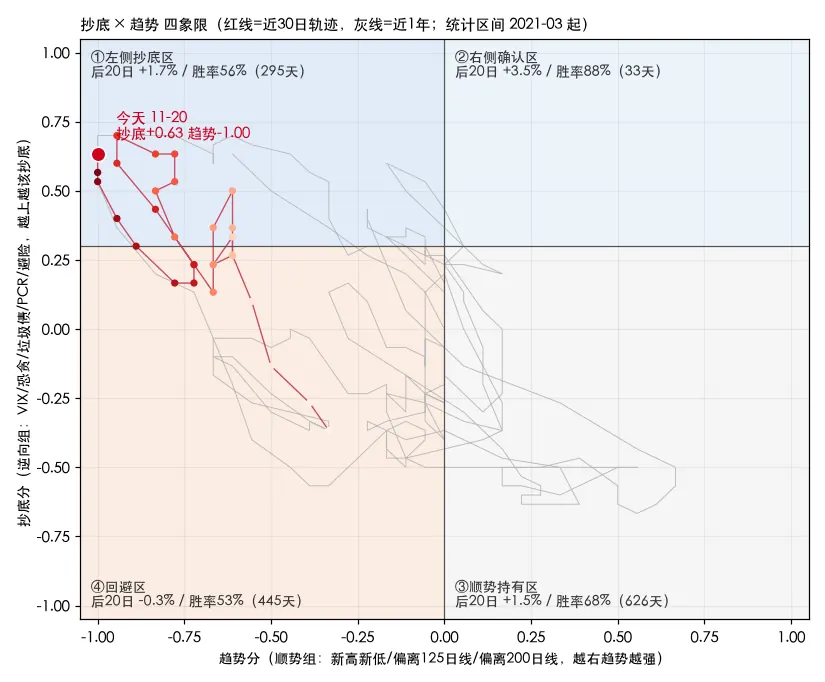 抄底 × 趋势 四象限（红线=近30日轨迹，灰线=近1年；统计区间 2021-03 起）
①左侧抄底区
后20日 +1.7% / 胜率56%（295天）
②右侧确认区
后20日 +3.5% / 胜率88%（33天）
今天 11-20
抄底+0.63 趋势-1.00
④回避区
后20日 -0.3% / 胜率53%（445天）
③顺势持有区
后20日 +1.5% / 胜率68%（626天）
抄底分（逆向组：VIX/恐贪/垃圾债/PCR/避险，越上越该抄底）
1.00
0.75
0.50
0.25
0.00
-0.25
-0.50
-0.75
-1.00
-1.00 -0.75 -0.50 -0.25 0.00 0.25 0.50 0.75 1.00
趋势分（顺势组：新高新低/偏离125日线/偏离200日线，越右趋势越强）